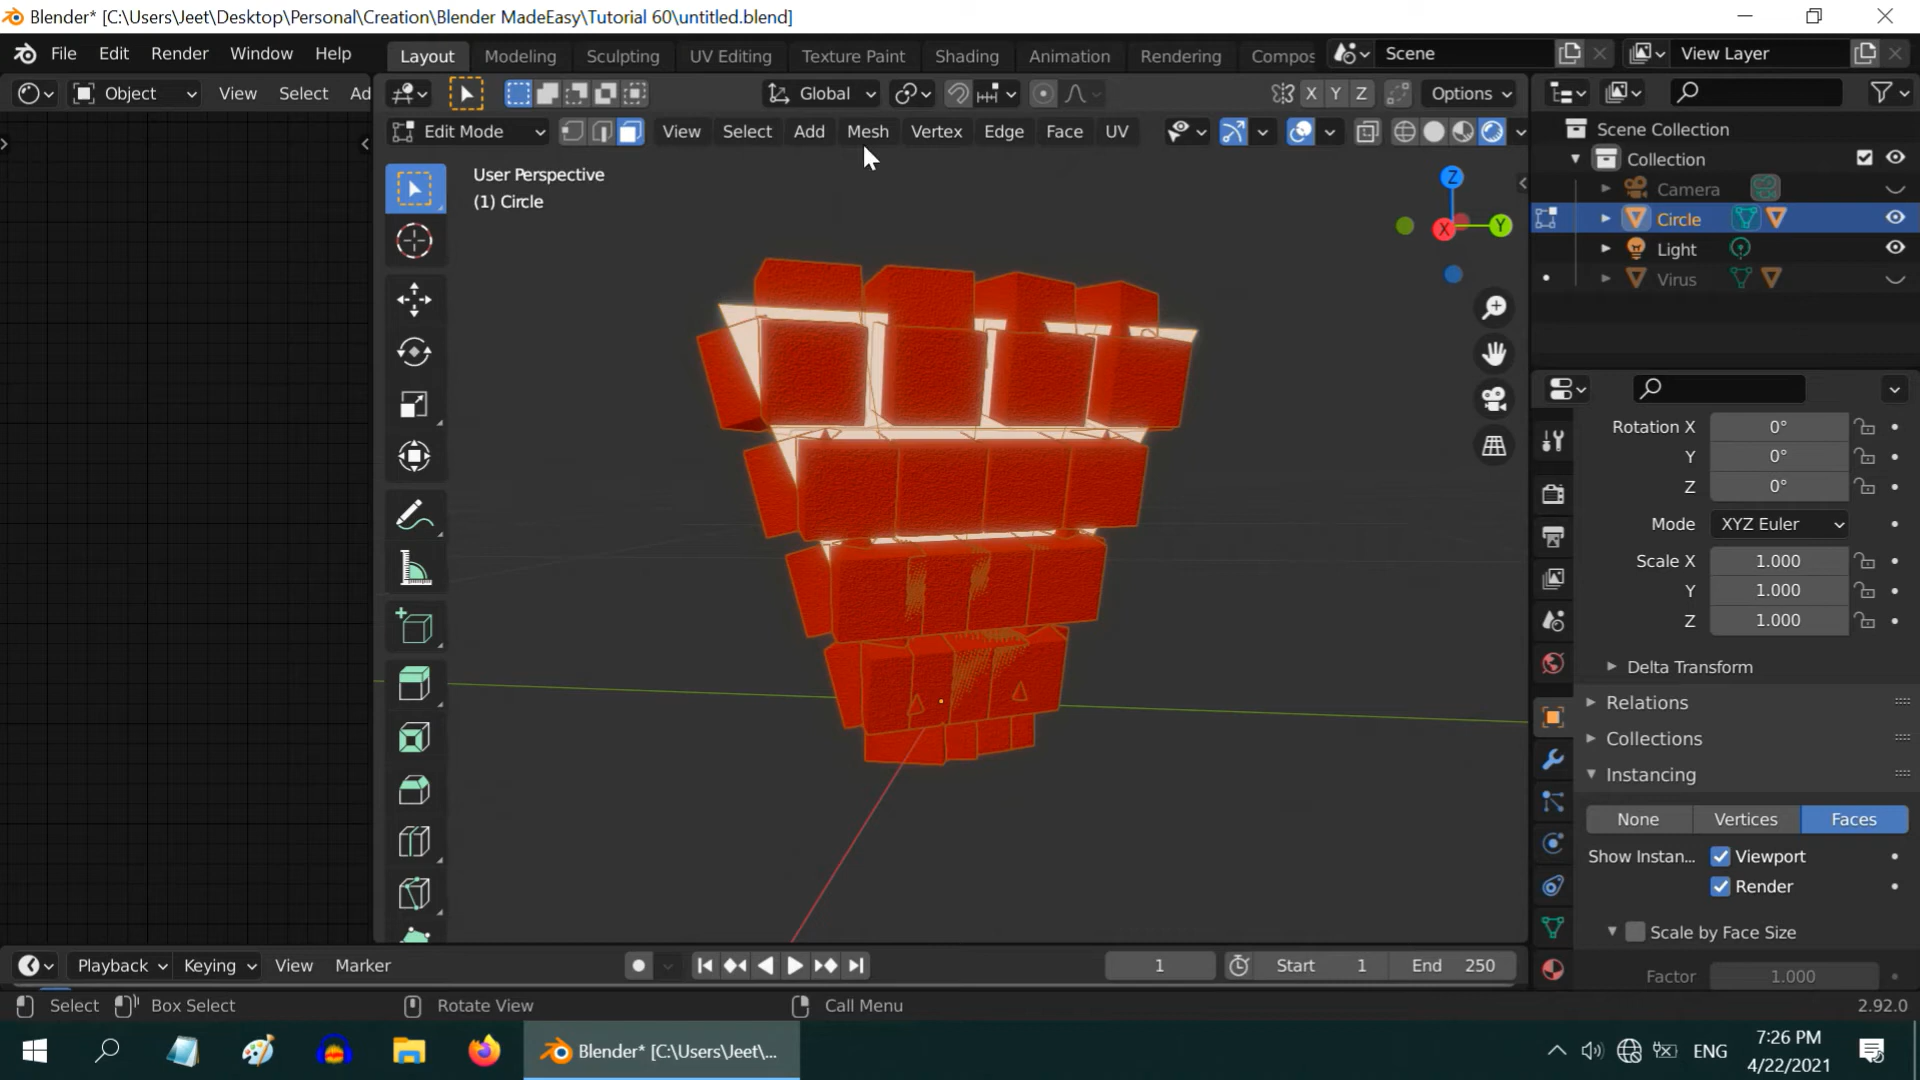 Blender* [C:\Users\Jeet\Desktop\Personal\Creation\Blender MadeEasy\Tutorial 60\untitled.blend]
File Edit Render Window Help Layout Modeling Sculpting UV Editing Texture Paint Shading Animation Rendering Compos Scene View Layer
Object View Select Ad Global X Y Z Options
Edit Mode View Select Add Mesh Vertex Edge Face UV
Scene Collection
Collection
Camera
Circle
Light
Virus
User Perspective
(1) Circle
Z
X
Y
Rotation X 0°
Y 0°
Z 0°
Mode XYZ Euler
Scale X 1.000
Y 1.000
Z 1.000
Delta Transform
Relations
Collections
Instancing
None Vertices Faces
Show Instan... Viewport
Render
Scale by Face Size
Factor 1.000
Playback Keying View Marker 1 Start 1 End 250
Select Box Select Rotate View Call Menu 2.92.0
Blender* [C:\Users\Jeet\... ENG
7:26 PM
4/22/2021